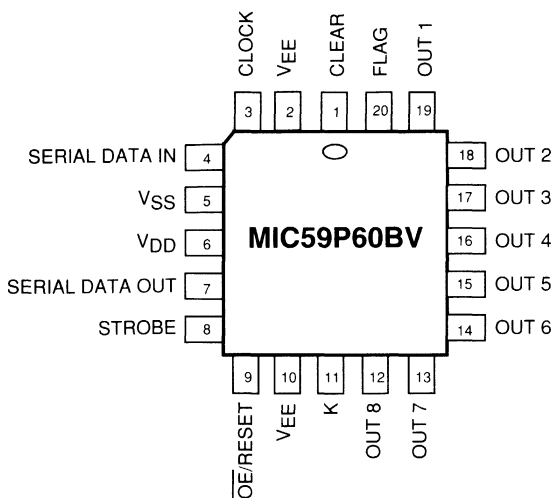 CLOCK
VEE
CLEAR
FLAG
OUT 1
3
2
1
20
19
SERIAL DATA IN 4
18 OUT 2
VSS 5
17 OUT 3
VDD 6
MIC59P60BV
16 OUT 4
SERIAL DATA OUT 7
15 OUT 5
STROBE 8
14 OUT 6
9
10
11
12
13
O̅E̅/RESET
VEE
K
OUT 8
OUT 7